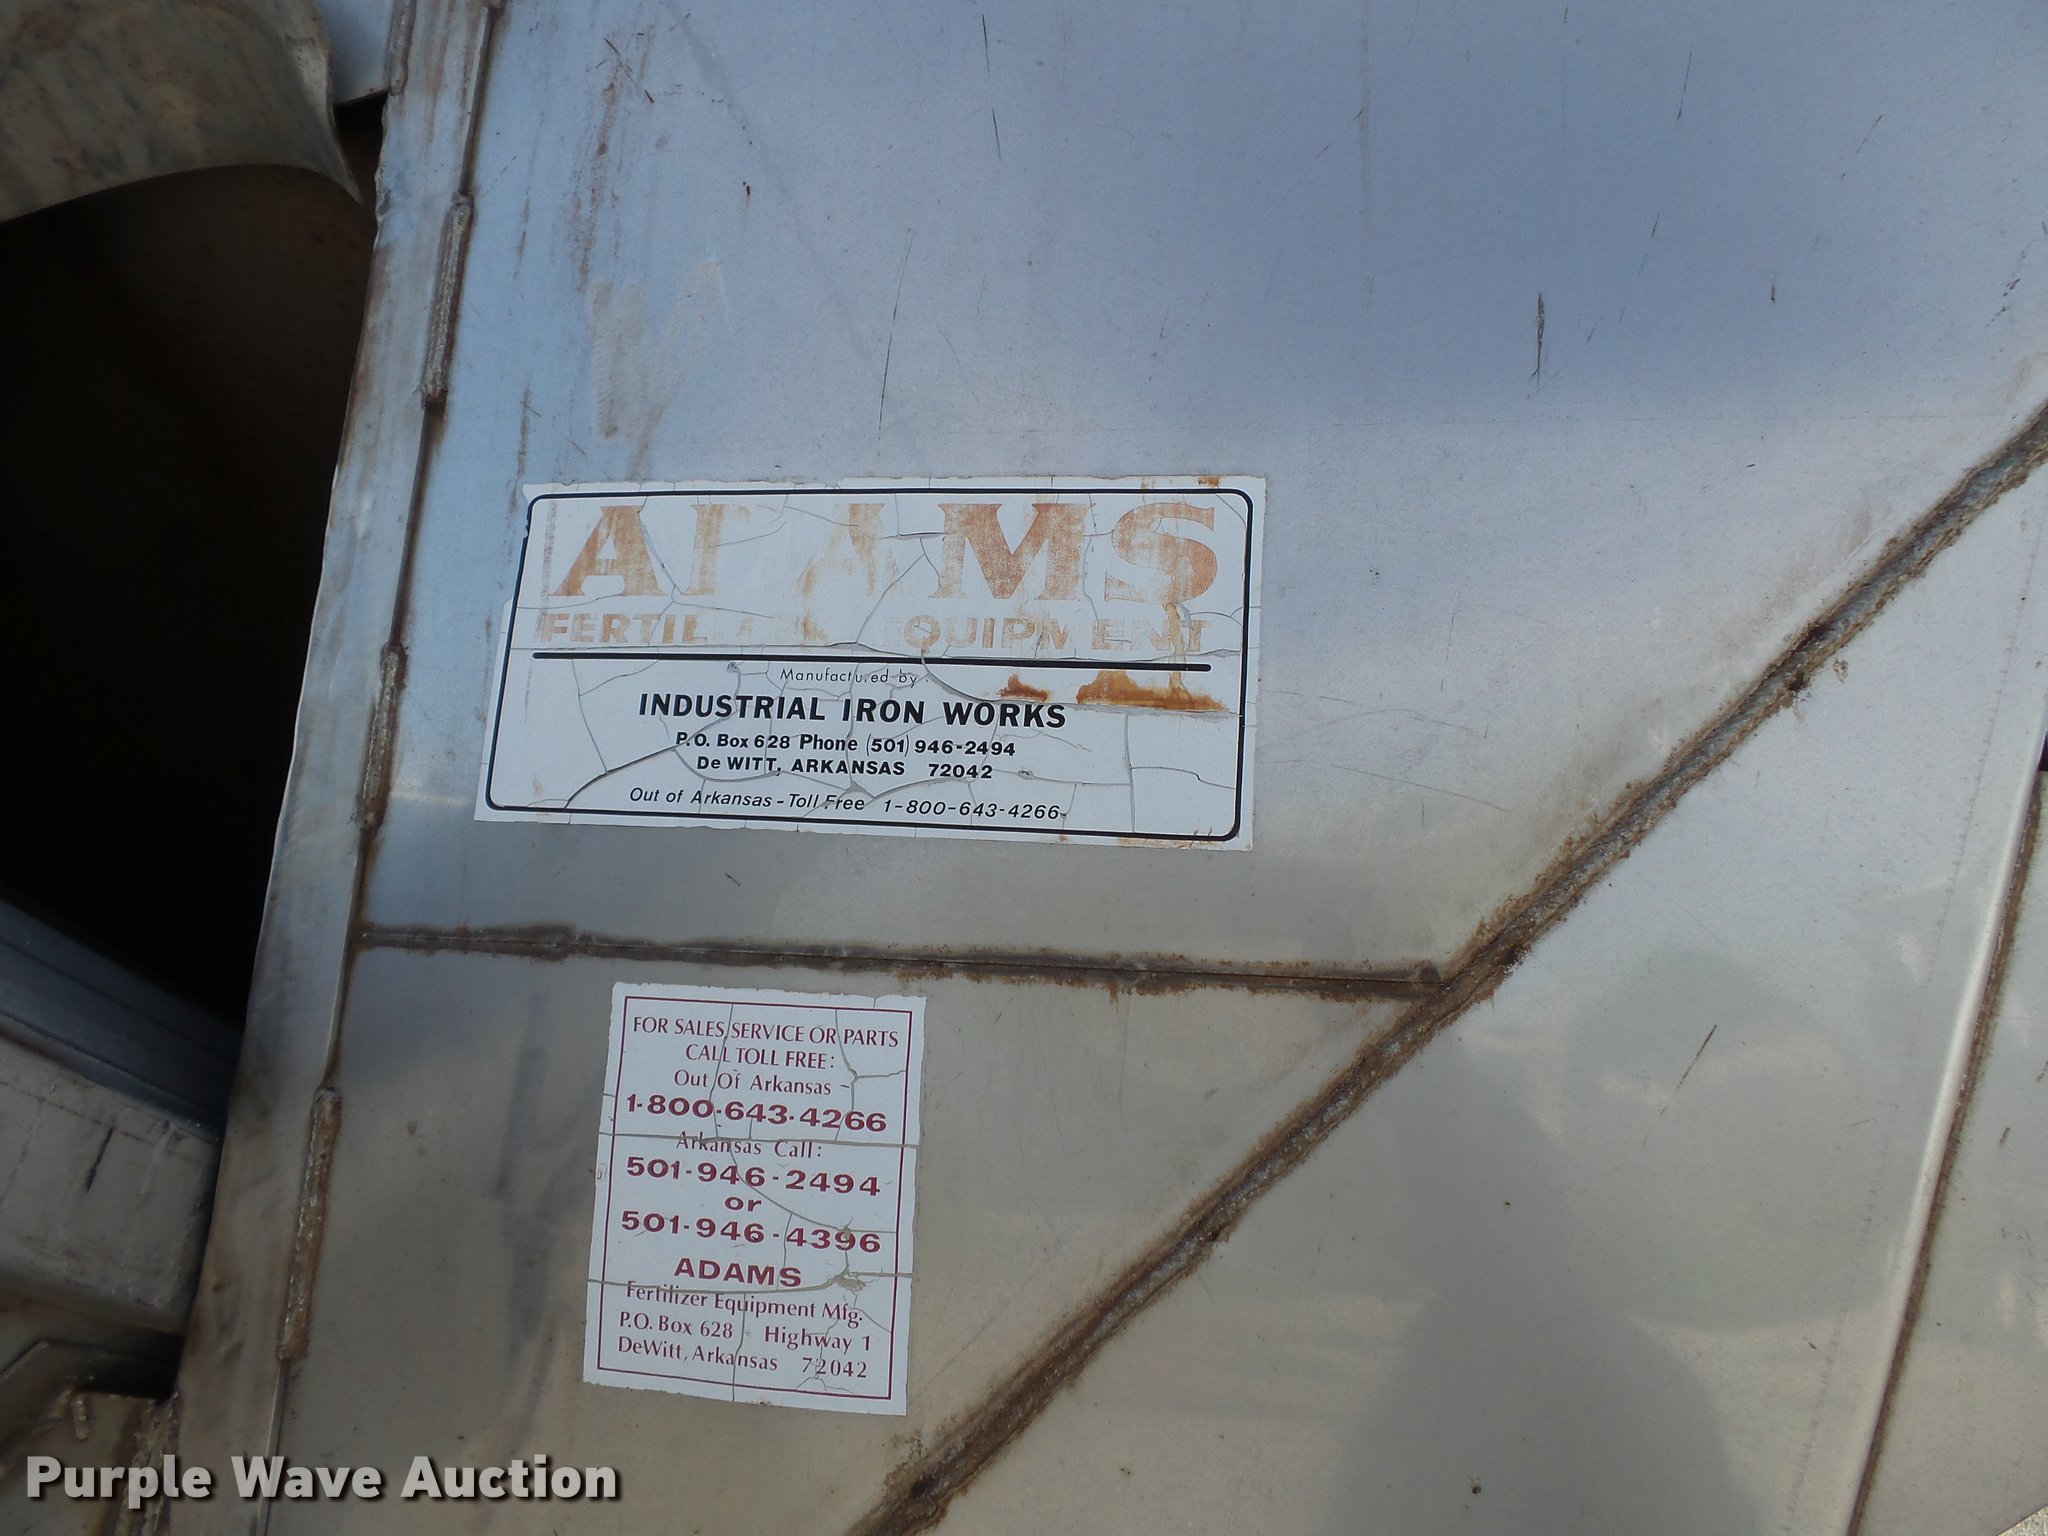 ADAMS
FERTILIZER EQUIPMENT
Manufactured by
INDUSTRIAL IRON WORKS
P.O. Box 628 Phone (501) 946-2494
De WITT, ARKANSAS 72042
Out of Arkansas - Toll Free 1-800-643-4266
FOR SALES SERVICE OR PARTS
CALL TOLL FREE:
Out Of Arkansas -
1-800-643-4266
Arkansas Call:
501-946-2494
or
501-946-4396
ADAMS
Fertilizer Equipment Mfg.
P.O. Box 628 * Highway 1
DeWitt, Arkansas 72042
Purple Wave Auction